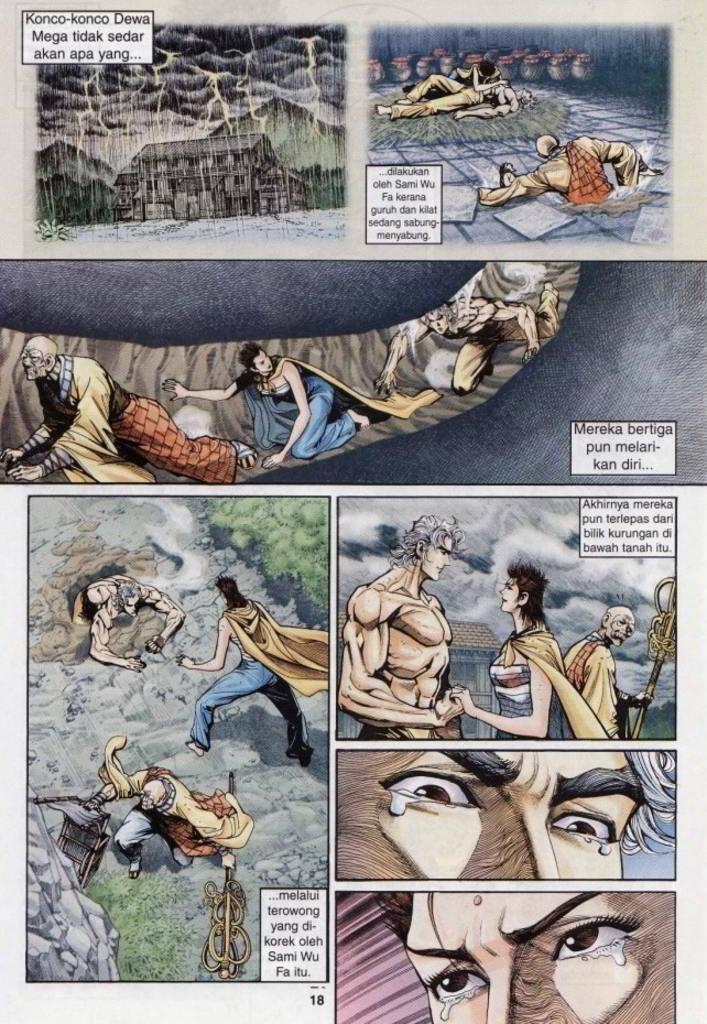 Konco-konco Dewa
Mega tidak sedar
akan apa yang...
...dilakukan
oleh Sami Wu
Fa kerana
guruh dan kilat
sedang sabung-
menyabung.
Mereka bertiga
pun melari-
kan diri...
...melalui
terowong
yang di-
korek oleh
Sami Wu
Fa itu.
Akhirnya mereka
pun terlepas dari
bilik kurungan di
bawah tanah itu.
!!
18